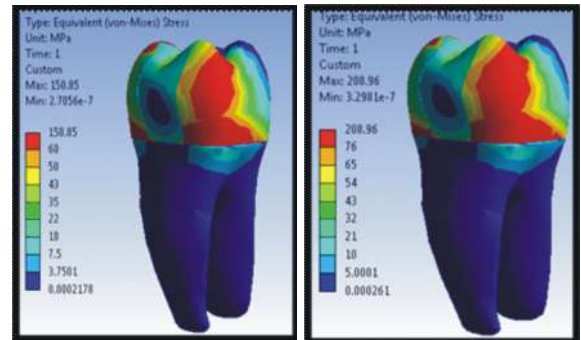 Type: Equivalent (von-Mises) Stress
Unit: MPa
Time: 1
Custom
Max: 150.85
Min: 2.7056e-7
150.85
60
50
43
35
22
18
7.5
3.7501
0.0002178
Type: Equivalent (von-Mises) Stress
Unit: MPa
Time: 1
Custom
Max: 208.96
Min: 3.2981e-7
208.96
76
65
54
43
32
21
10
5.0001
0.000261